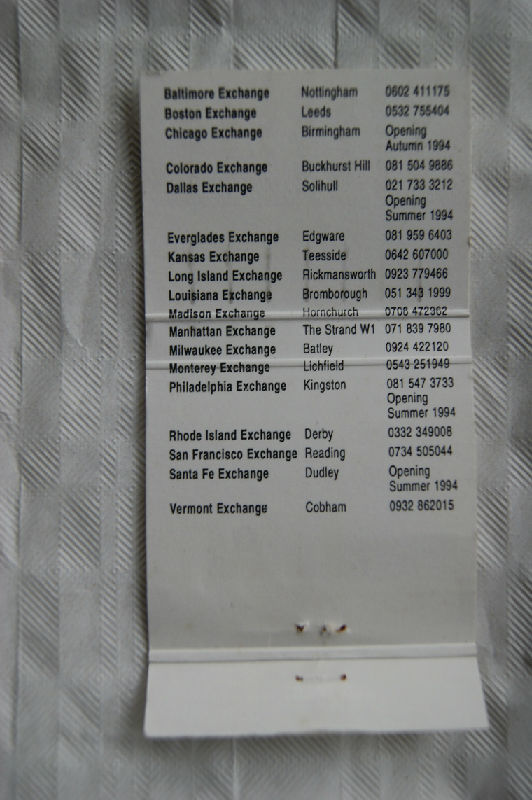 Baltimore Exchange Nottingham 0602 411175
Boston Exchange Leeds 0532 755404
Chicago Exchange Birmingham Opening
Autumn 1994
Colorado Exchange Buckhurst Hill 081 504 9886
Dallas Exchange Solihull 021 733 3212
Opening
Summer 1994
Everglades Exchange Edgware 081 959 6403
Kansas Exchange Teesside 0642 607000
Long Island Exchange Rickmansworth 0923 779466
Louisiana Exchange Bromborough 051 343 1999
Madison Exchange Hornchurch 0708 472302
Manhattan Exchange The Strand W1 071 839 7980
Milwaukee Exchange Batley 0924 422120
Monterey Exchange Lichfield 0543 251949
Philadelphia Exchange Kingston 081 547 3733
Opening
Summer 1994
Rhode Island Exchange Derby 0332 349008
San Francisco Exchange Reading 0734 505044
Santa Fe Exchange Dudley Opening
Summer 1994
Vermont Exchange Cobham 0932 862015